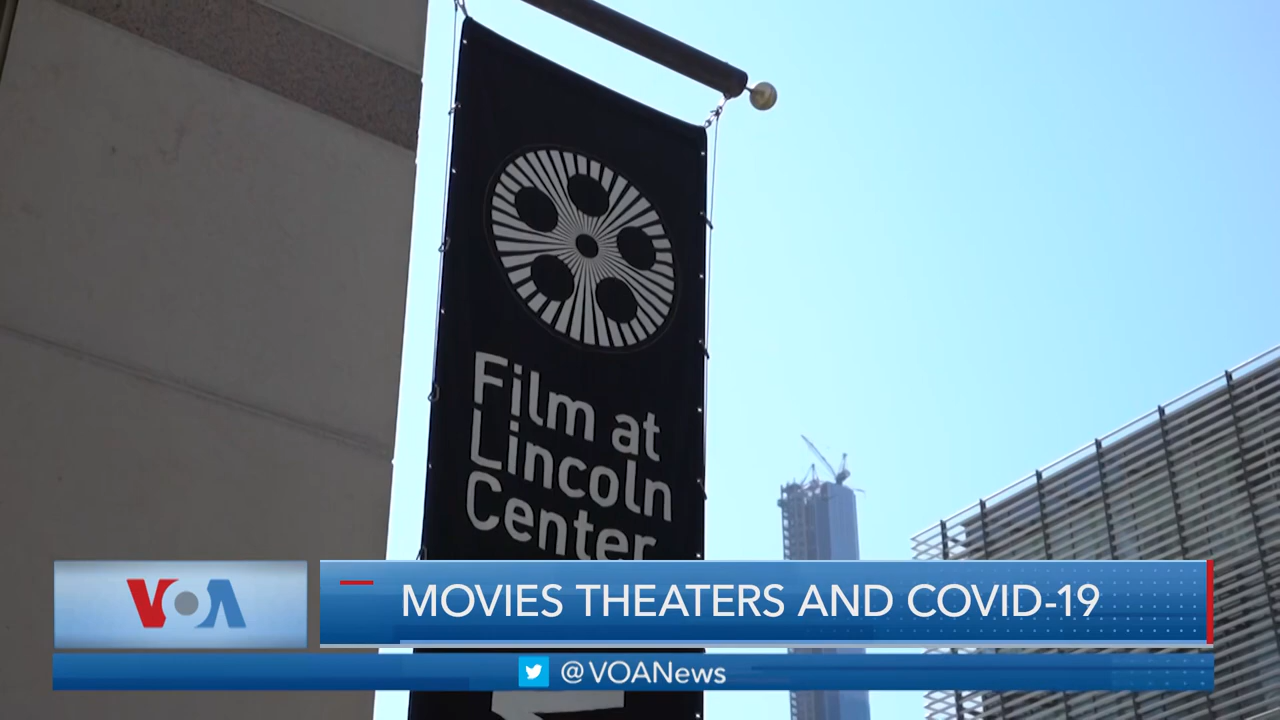 Film at
Lincoln
Center
VOA
MOVIES THEATERS AND COVID-19
@VOANews